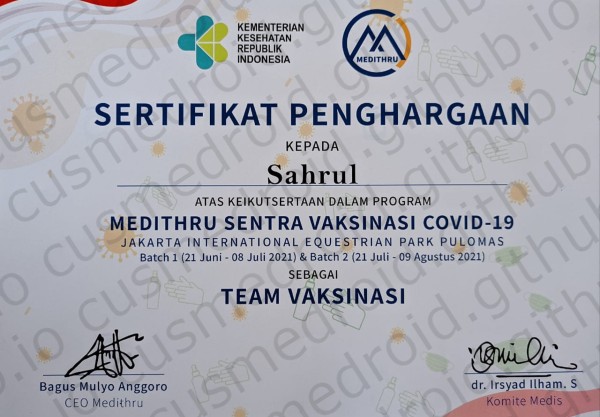 KEMENTERIAN
KESEHATAN
REPUBLIK
INDONESIA
MEDITHRU
SERTIFIKAT PENGHARGAAN
KEPADA
Sahrul
ATAS KEIKUTSERTAAN DALAM PROGRAM
MEDITHRU SENTRA VAKSINASI COVID-19
JAKARTA INTERNATIONAL EQUESTRIAN PARK PULOMAS
Batch 1 (21 Juni - 08 Juli 2021) & Batch 2 (21 Juli - 09 Agustus 2021)
SEBAGAI
TEAM VAKSINASI
Bagus Mulyo Anggoro
CEO Medithru
dr. Irsyad Ilham. S
Komite Medis
cusmedroid.github.io